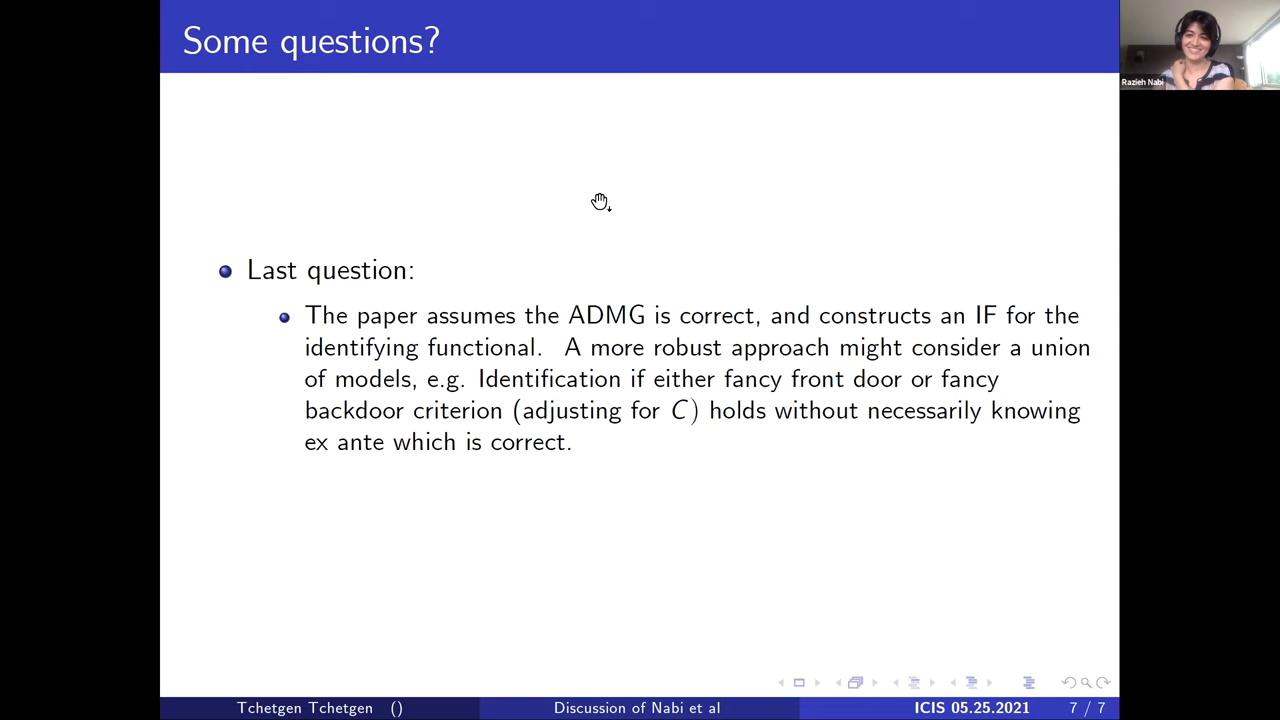 Some questions?
Razieh Nabi
Last question:
The paper assumes the ADMG is correct, and constructs an IF for the
identifying functional. A more robust approach might consider a union
of models, e.g. Identification if either fancy front door or fancy
backdoor criterion (adjusting for C) holds without necessarily knowing
ex ante which is correct.
Tchetgen Tchetgen ()
Discussion of Nabi et al
ICIS 05.25.2021
7 / 7